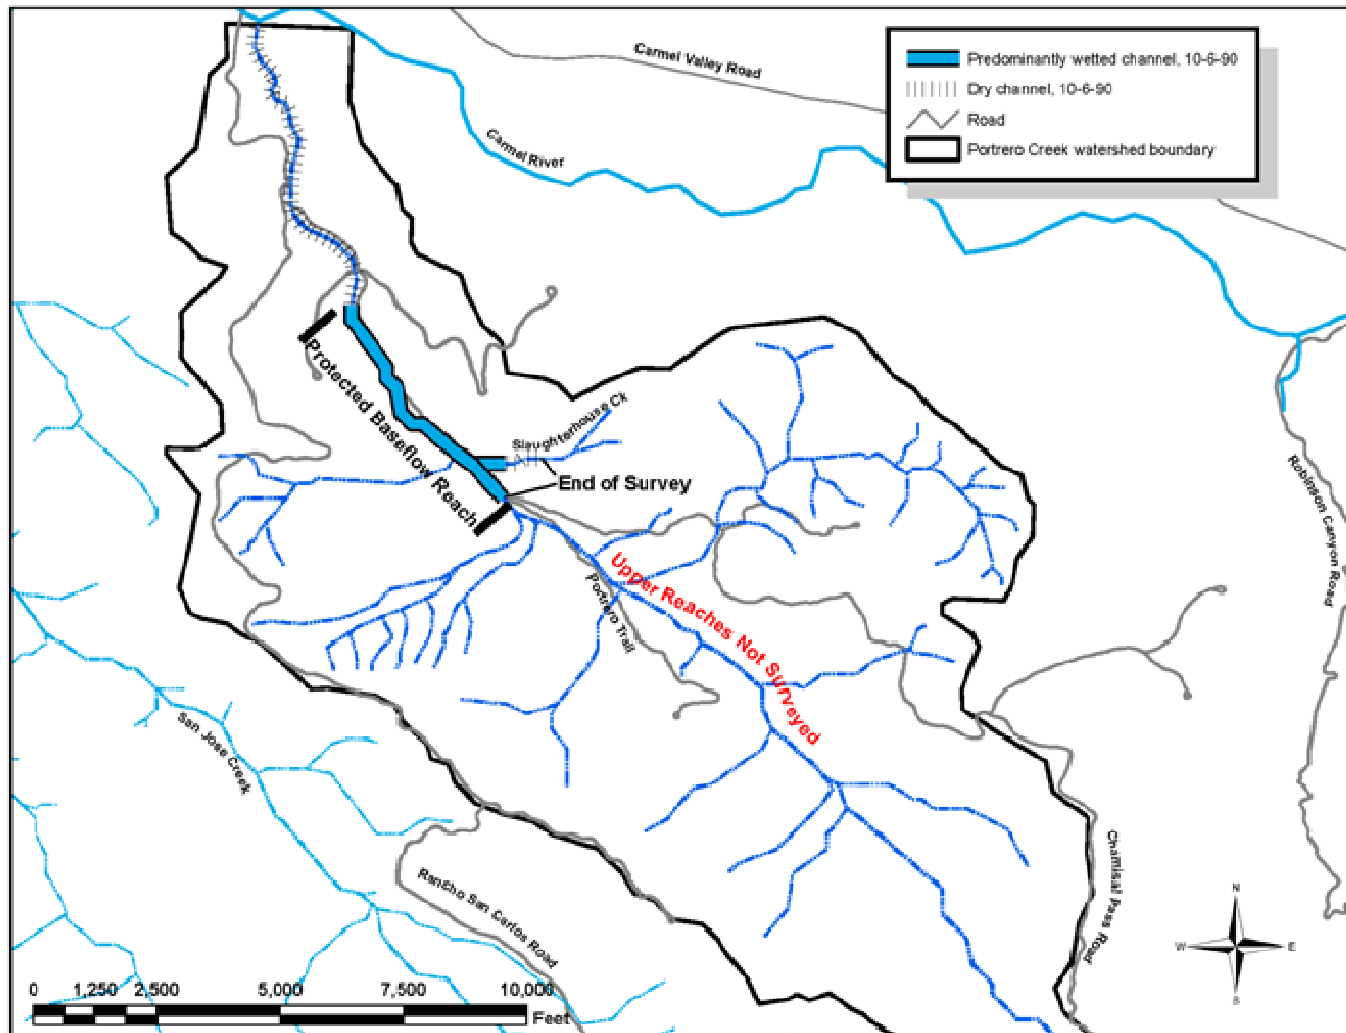 Carmel Valley Road
Carmel River
Predominantly wetted channel, 10-6-90
Dry channel, 10-6-90
Road
Portrero Creek watershed boundary
Protected Baseflow Reach
Slaughterhouse Ck
End of Survey
Upper Reaches Not Surveyed
Potrero Trail
Robinson Canyon Road
San Jose Creek
Rancho San Carlos Road
Chamisal Pass Road
N
W
E
S
0 1,250 2,500 5,000 7,500 10,000
Feet